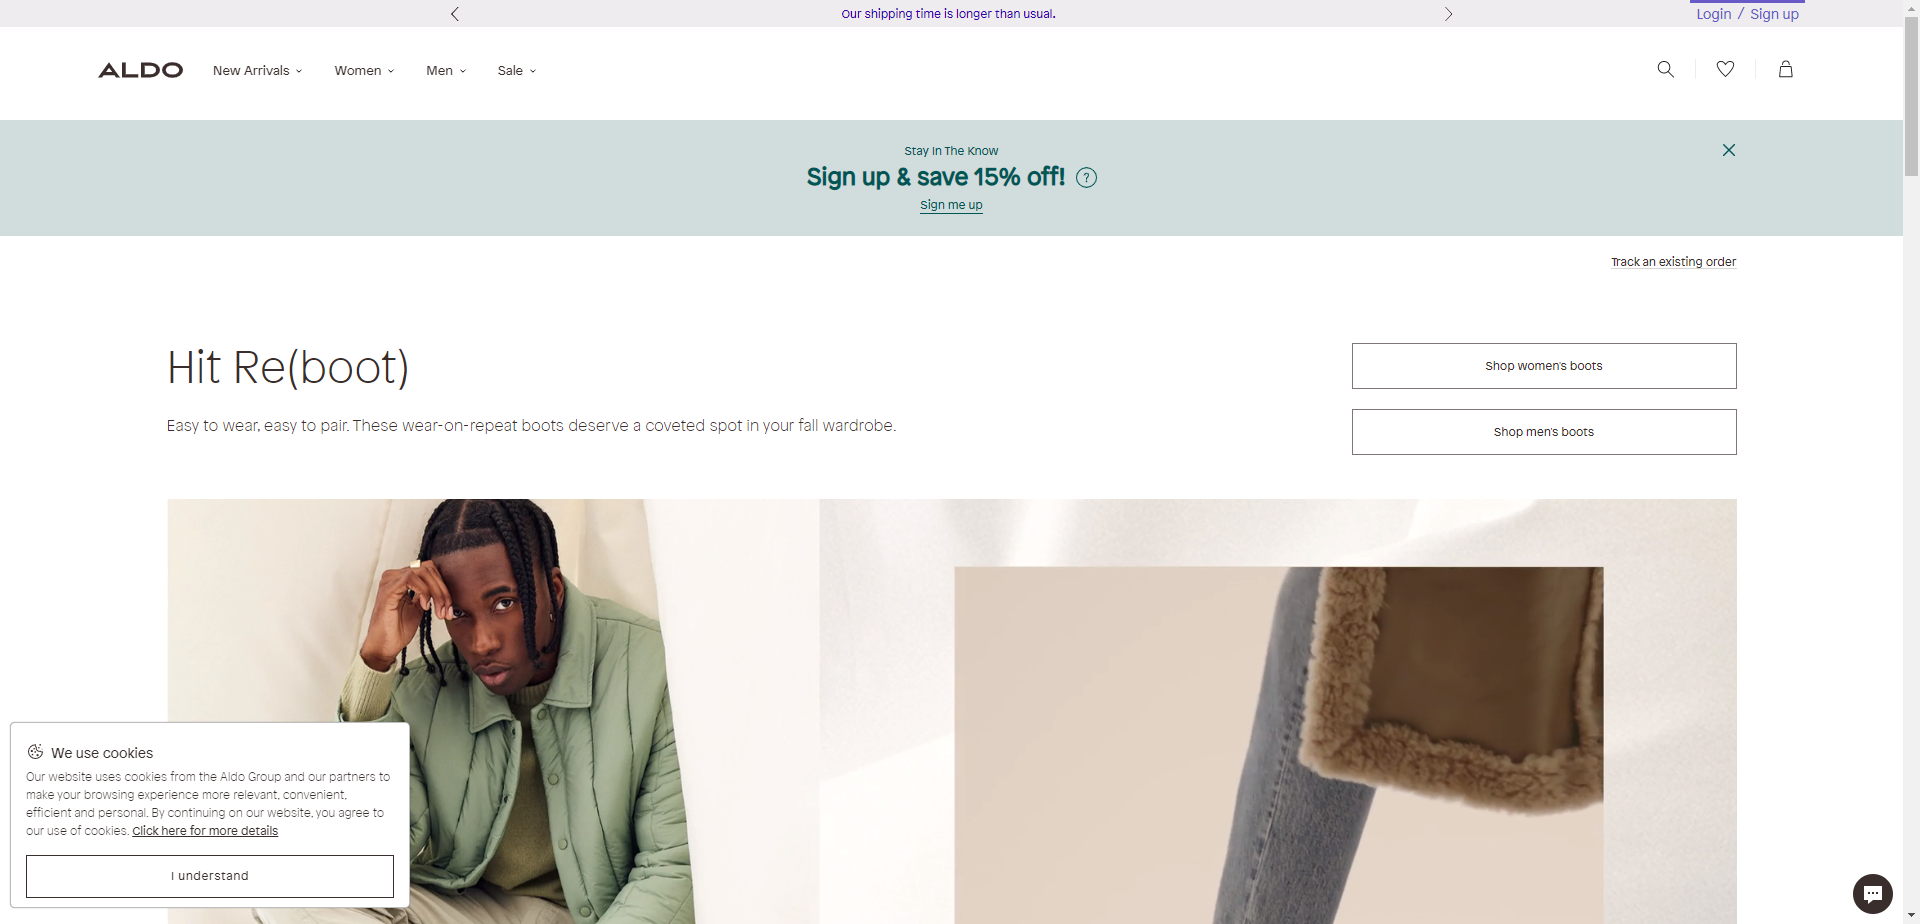 Our shipping time is longer than usual.
Login / Sign up
ALDO
New Arrivals
Women
Men
Sale
Stay In The Know
Sign up & save 15% off! ?
Sign me up
Track an existing order
Hit Re(boot)
Easy to wear, easy to pair. These wear-on-repeat boots deserve a coveted spot in your fall wardrobe.
Shop women's boots
Shop men's boots
We use cookies
Our website uses cookies from the Aldo Group and our partners to
make your browsing experience more relevant, convenient,
efficient and personal. By continuing on our website, you agree to
our use of cookies. Click here for more details
I understand